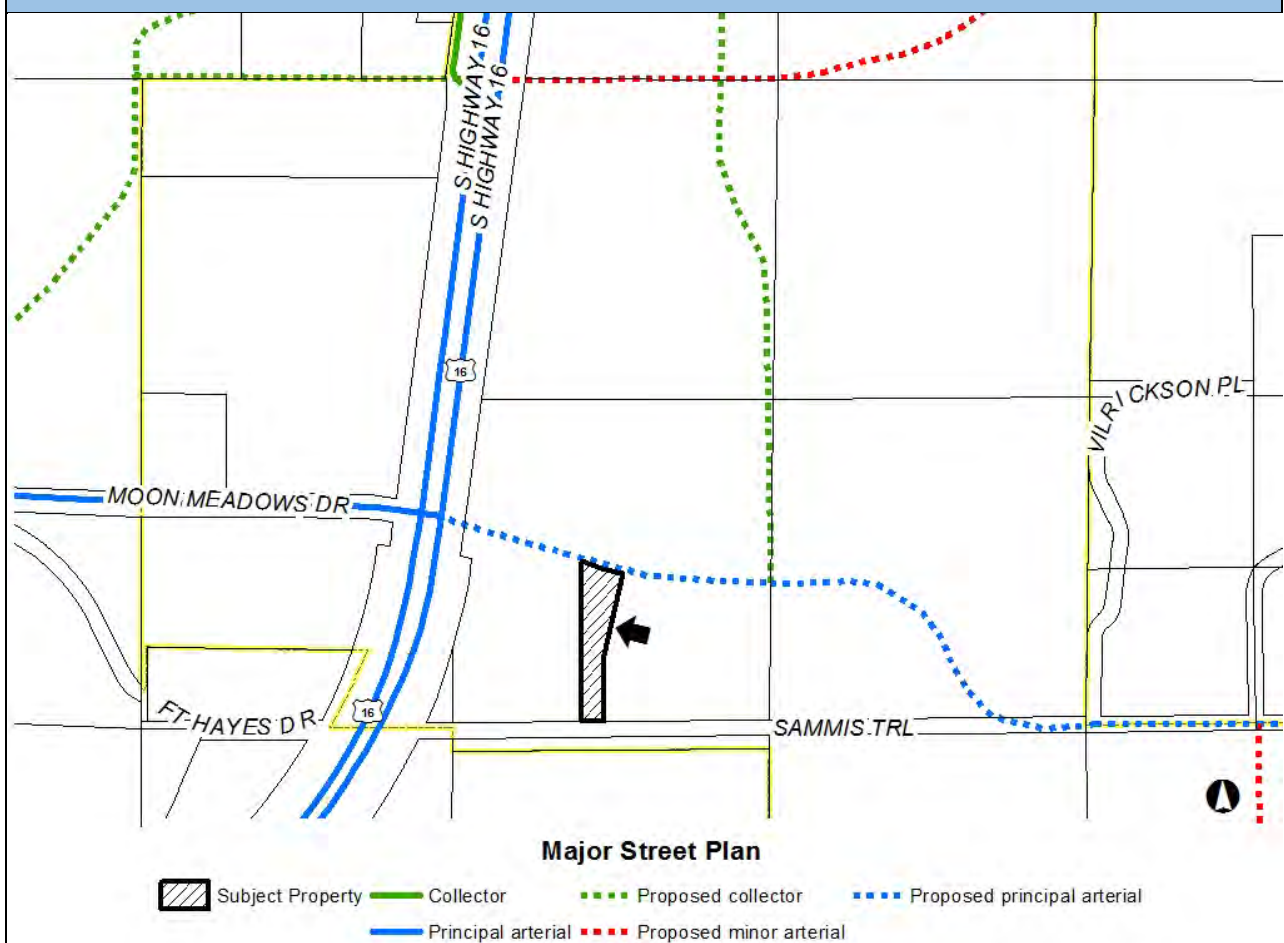 S HIGHWAY 16
S HIGHWAY 16
16
VILRICKSON PL
MOON MEADOWS DR
FT HAYES DR
16
SAMMIS TRL
Major Street Plan
Subject Property
Collector
Proposed collector
Proposed principal arterial
Principal arterial
Proposed minor arterial